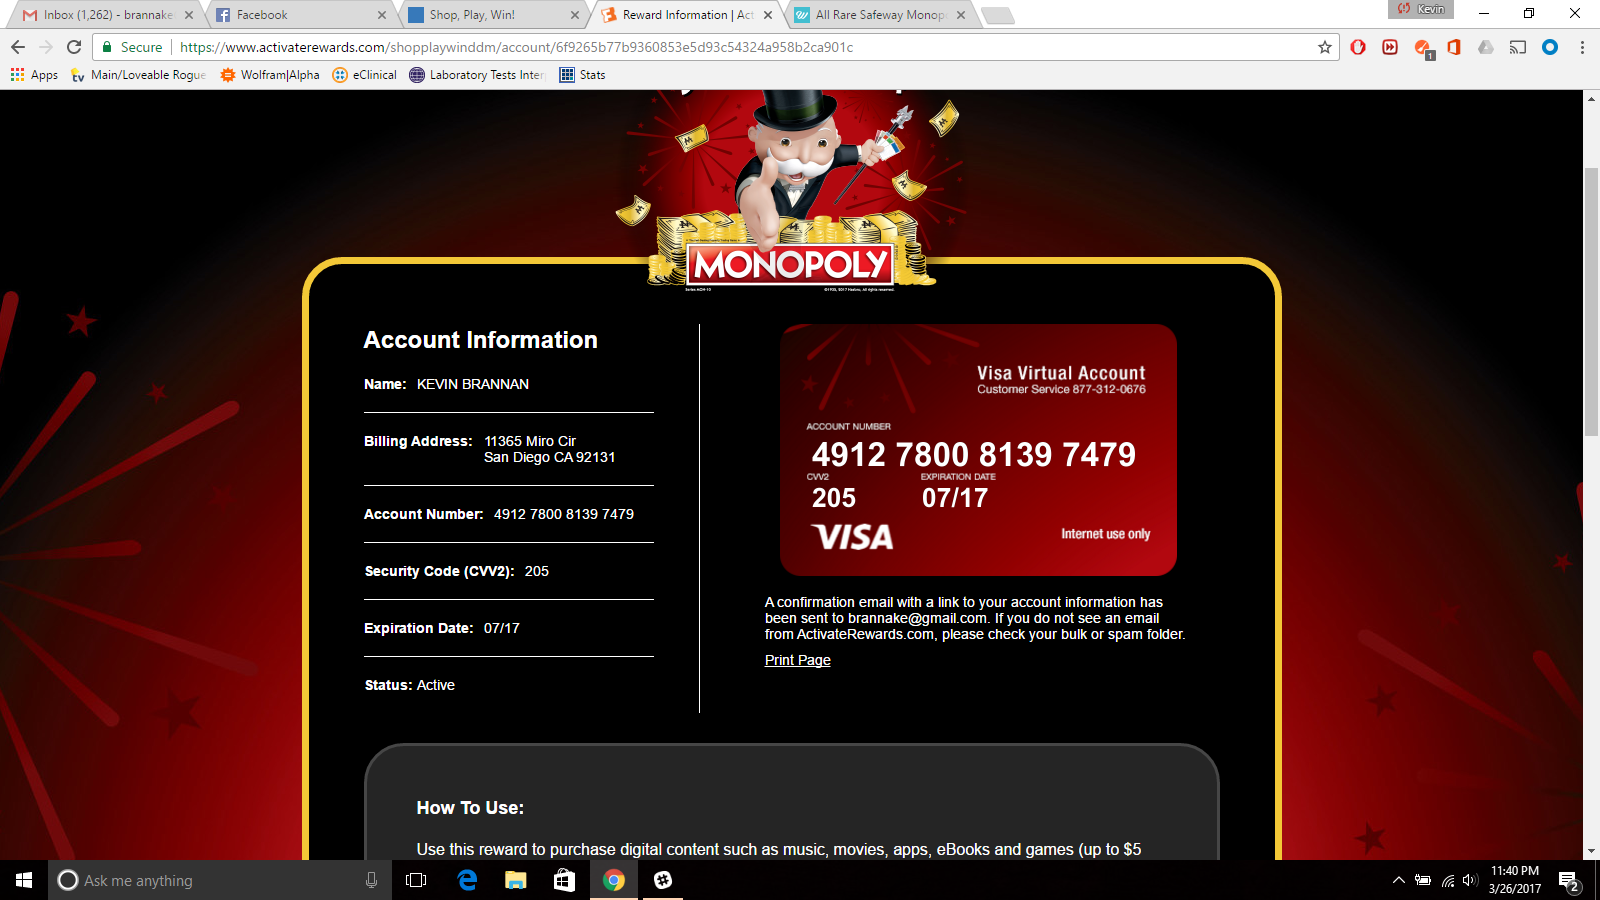 Inbox (1,262) - brannake
Facebook
Shop, Play, Win!
Reward Information | Act
All Rare Safeway Monop
Kevin
Secure
https://www.activaterewards.com/shopplaywinddm/account/6f9265b77b9360853e5d93c54324a958b2ca901c
1
Apps
Main/Loveable Rogue
Wolfram|Alpha
eClinical
Laboratory Tests Inter
Stats
MONOPOLY
Account Information
Name: KEVIN BRANNAN
Billing Address: 11365 Miro Cir
San Diego CA 92131
Account Number: 4912 7800 8139 7479
Security Code (CVV2): 205
Expiration Date: 07/17
Status: Active
Visa Virtual Account
Customer Service 877-312-0676
ACCOUNT NUMBER
4912 7800 8139 7479
CVV2 EXPIRATION DATE
205 07/17
VISA
Internet use only
A confirmation email with a link to your account information has
been sent to brannake@gmail.com. If you do not see an email
from ActivateRewards.com, please check your bulk or spam folder.
Print Page
How To Use:
Use this reward to purchase digital content such as music, movies, apps, eBooks and games (up to $5
Ask me anything
11:40 PM
3/26/2017
2